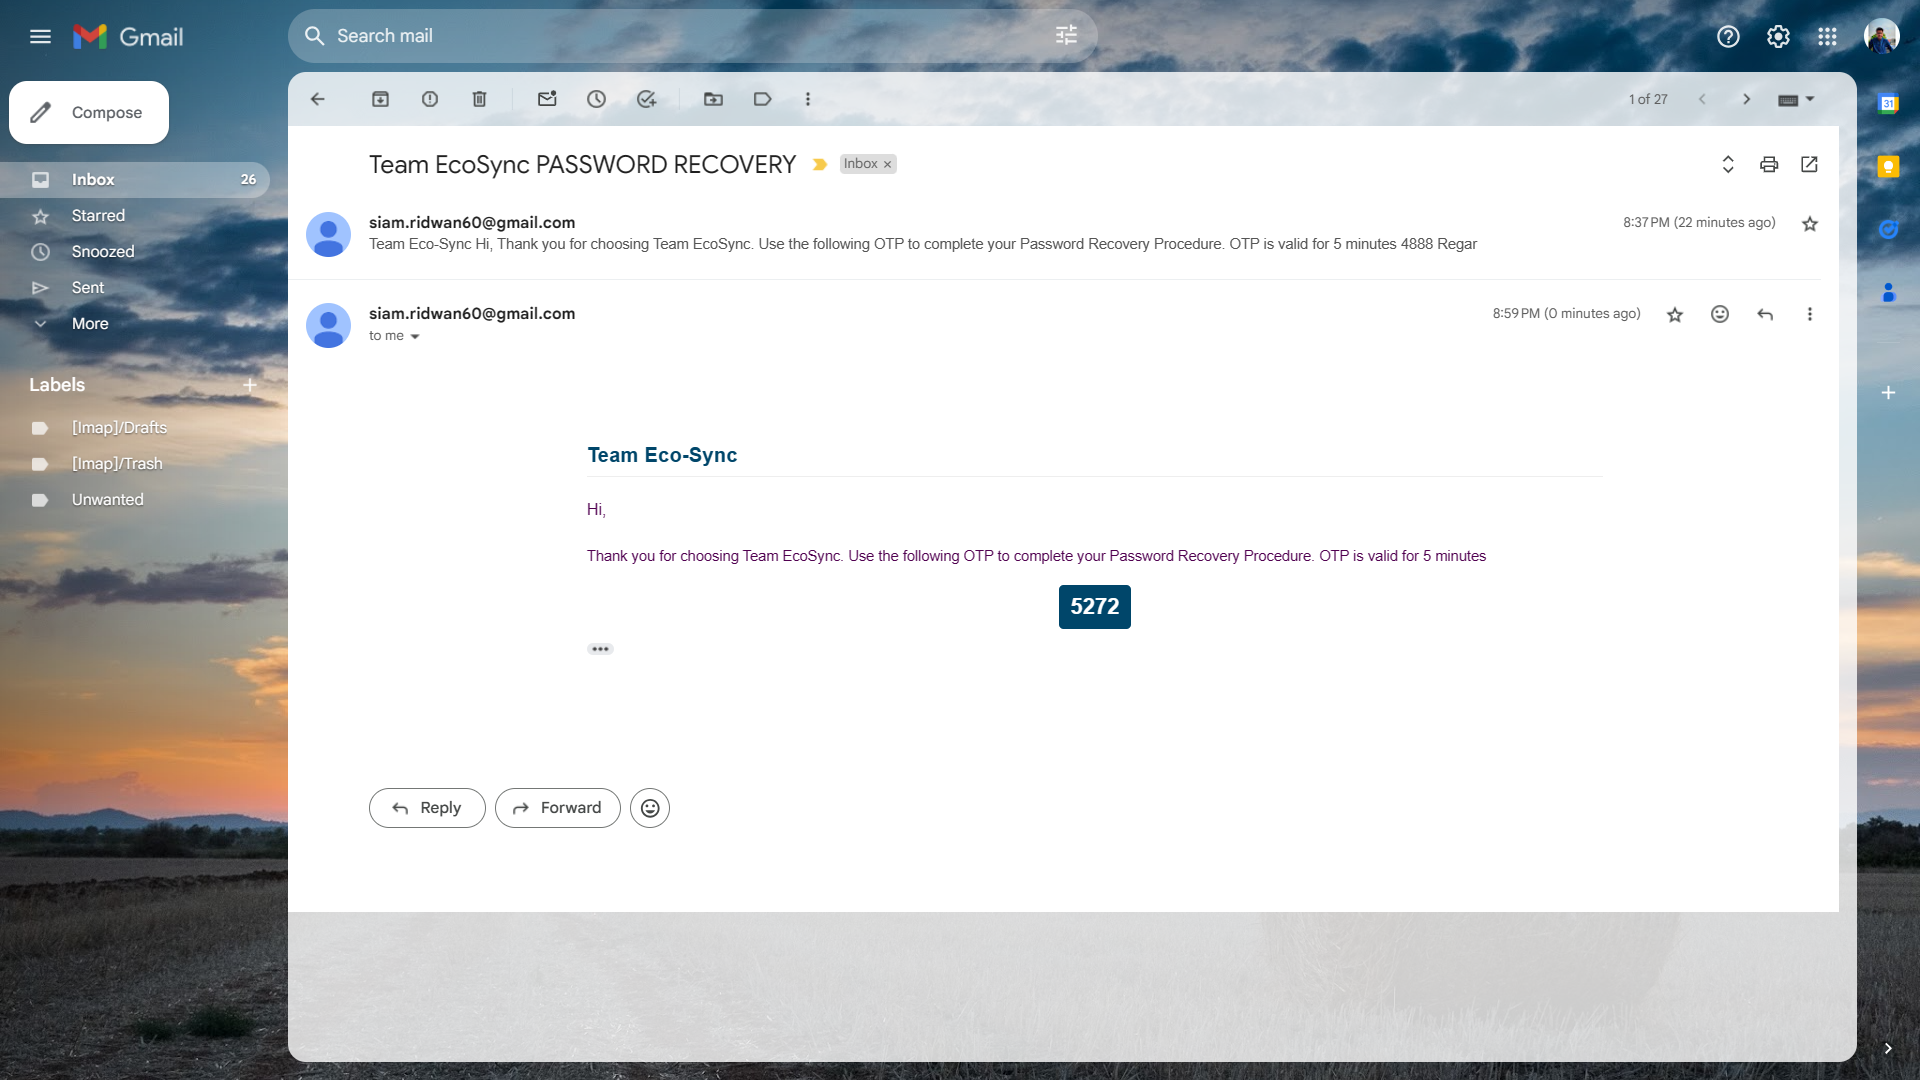 Gmail
Search mail
Compose
1 of 27
31
Inbox 26
Starred
Snoozed
Sent
More
Labels
[Imap]/Drafts
[Imap]/Trash
Unwanted
Team EcoSync PASSWORD RECOVERY
Inbox ×
siam.ridwan60@gmail.com
8:37 PM (22 minutes ago)
Team Eco-Sync Hi, Thank you for choosing Team EcoSync. Use the following OTP to complete your Password Recovery Procedure. OTP is valid for 5 minutes 4888 Regar
siam.ridwan60@gmail.com
8:59 PM (0 minutes ago)
to me
Team Eco-Sync
Hi,
Thank you for choosing Team EcoSync. Use the following OTP to complete your Password Recovery Procedure. OTP is valid for 5 minutes
5272
Reply
Forward